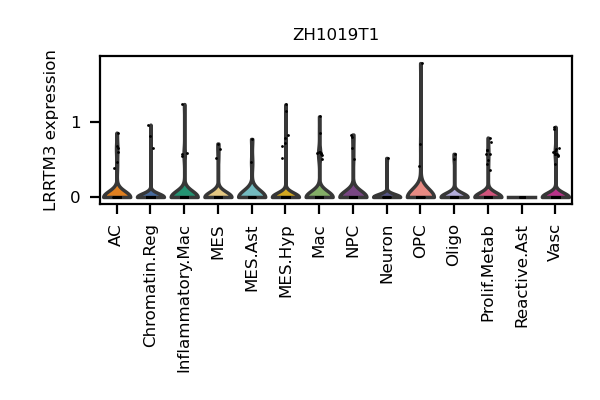 ZH1019T1
LRRTM3 expression
1
0
AC
Chromatin.Reg
Inflammatory.Mac
MES
MES.Ast
MES.Hyp
Mac
NPC
Neuron
OPC
Oligo
Prolif.Metab
Reactive.Ast
Vasc